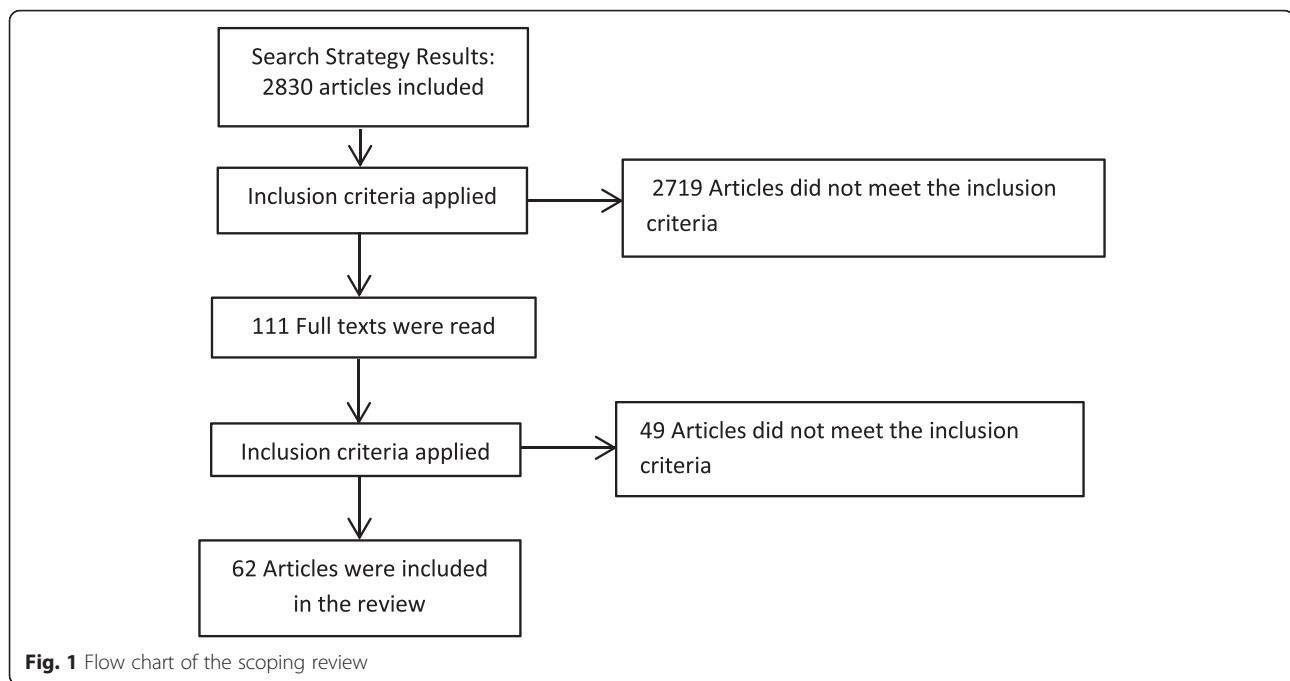 Search Strategy Results:
2830 articles included
Inclusion criteria applied
2719 Articles did not meet the inclusion
criteria
111 Full texts were read
Inclusion criteria applied
49 Articles did not meet the inclusion
criteria
62 Articles were included
in the review
Fig. 1 Flow chart of the scoping review